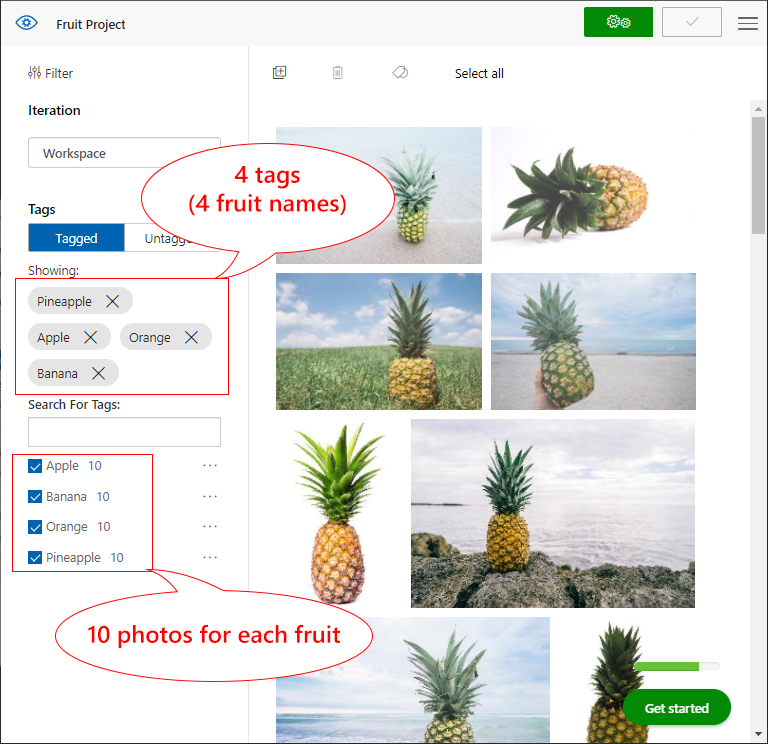 Fruit Project
Filter
Select all
Iteration
Workspace
4 tags
(4 fruit names)
Tags
Tagged
Untagg
Showing:
Pineapple
Apple
Orange
Banana
Search For Tags:
Apple 10
Banana 10
Orange 10
Pineapple 10
10 photos for each fruit
Get started